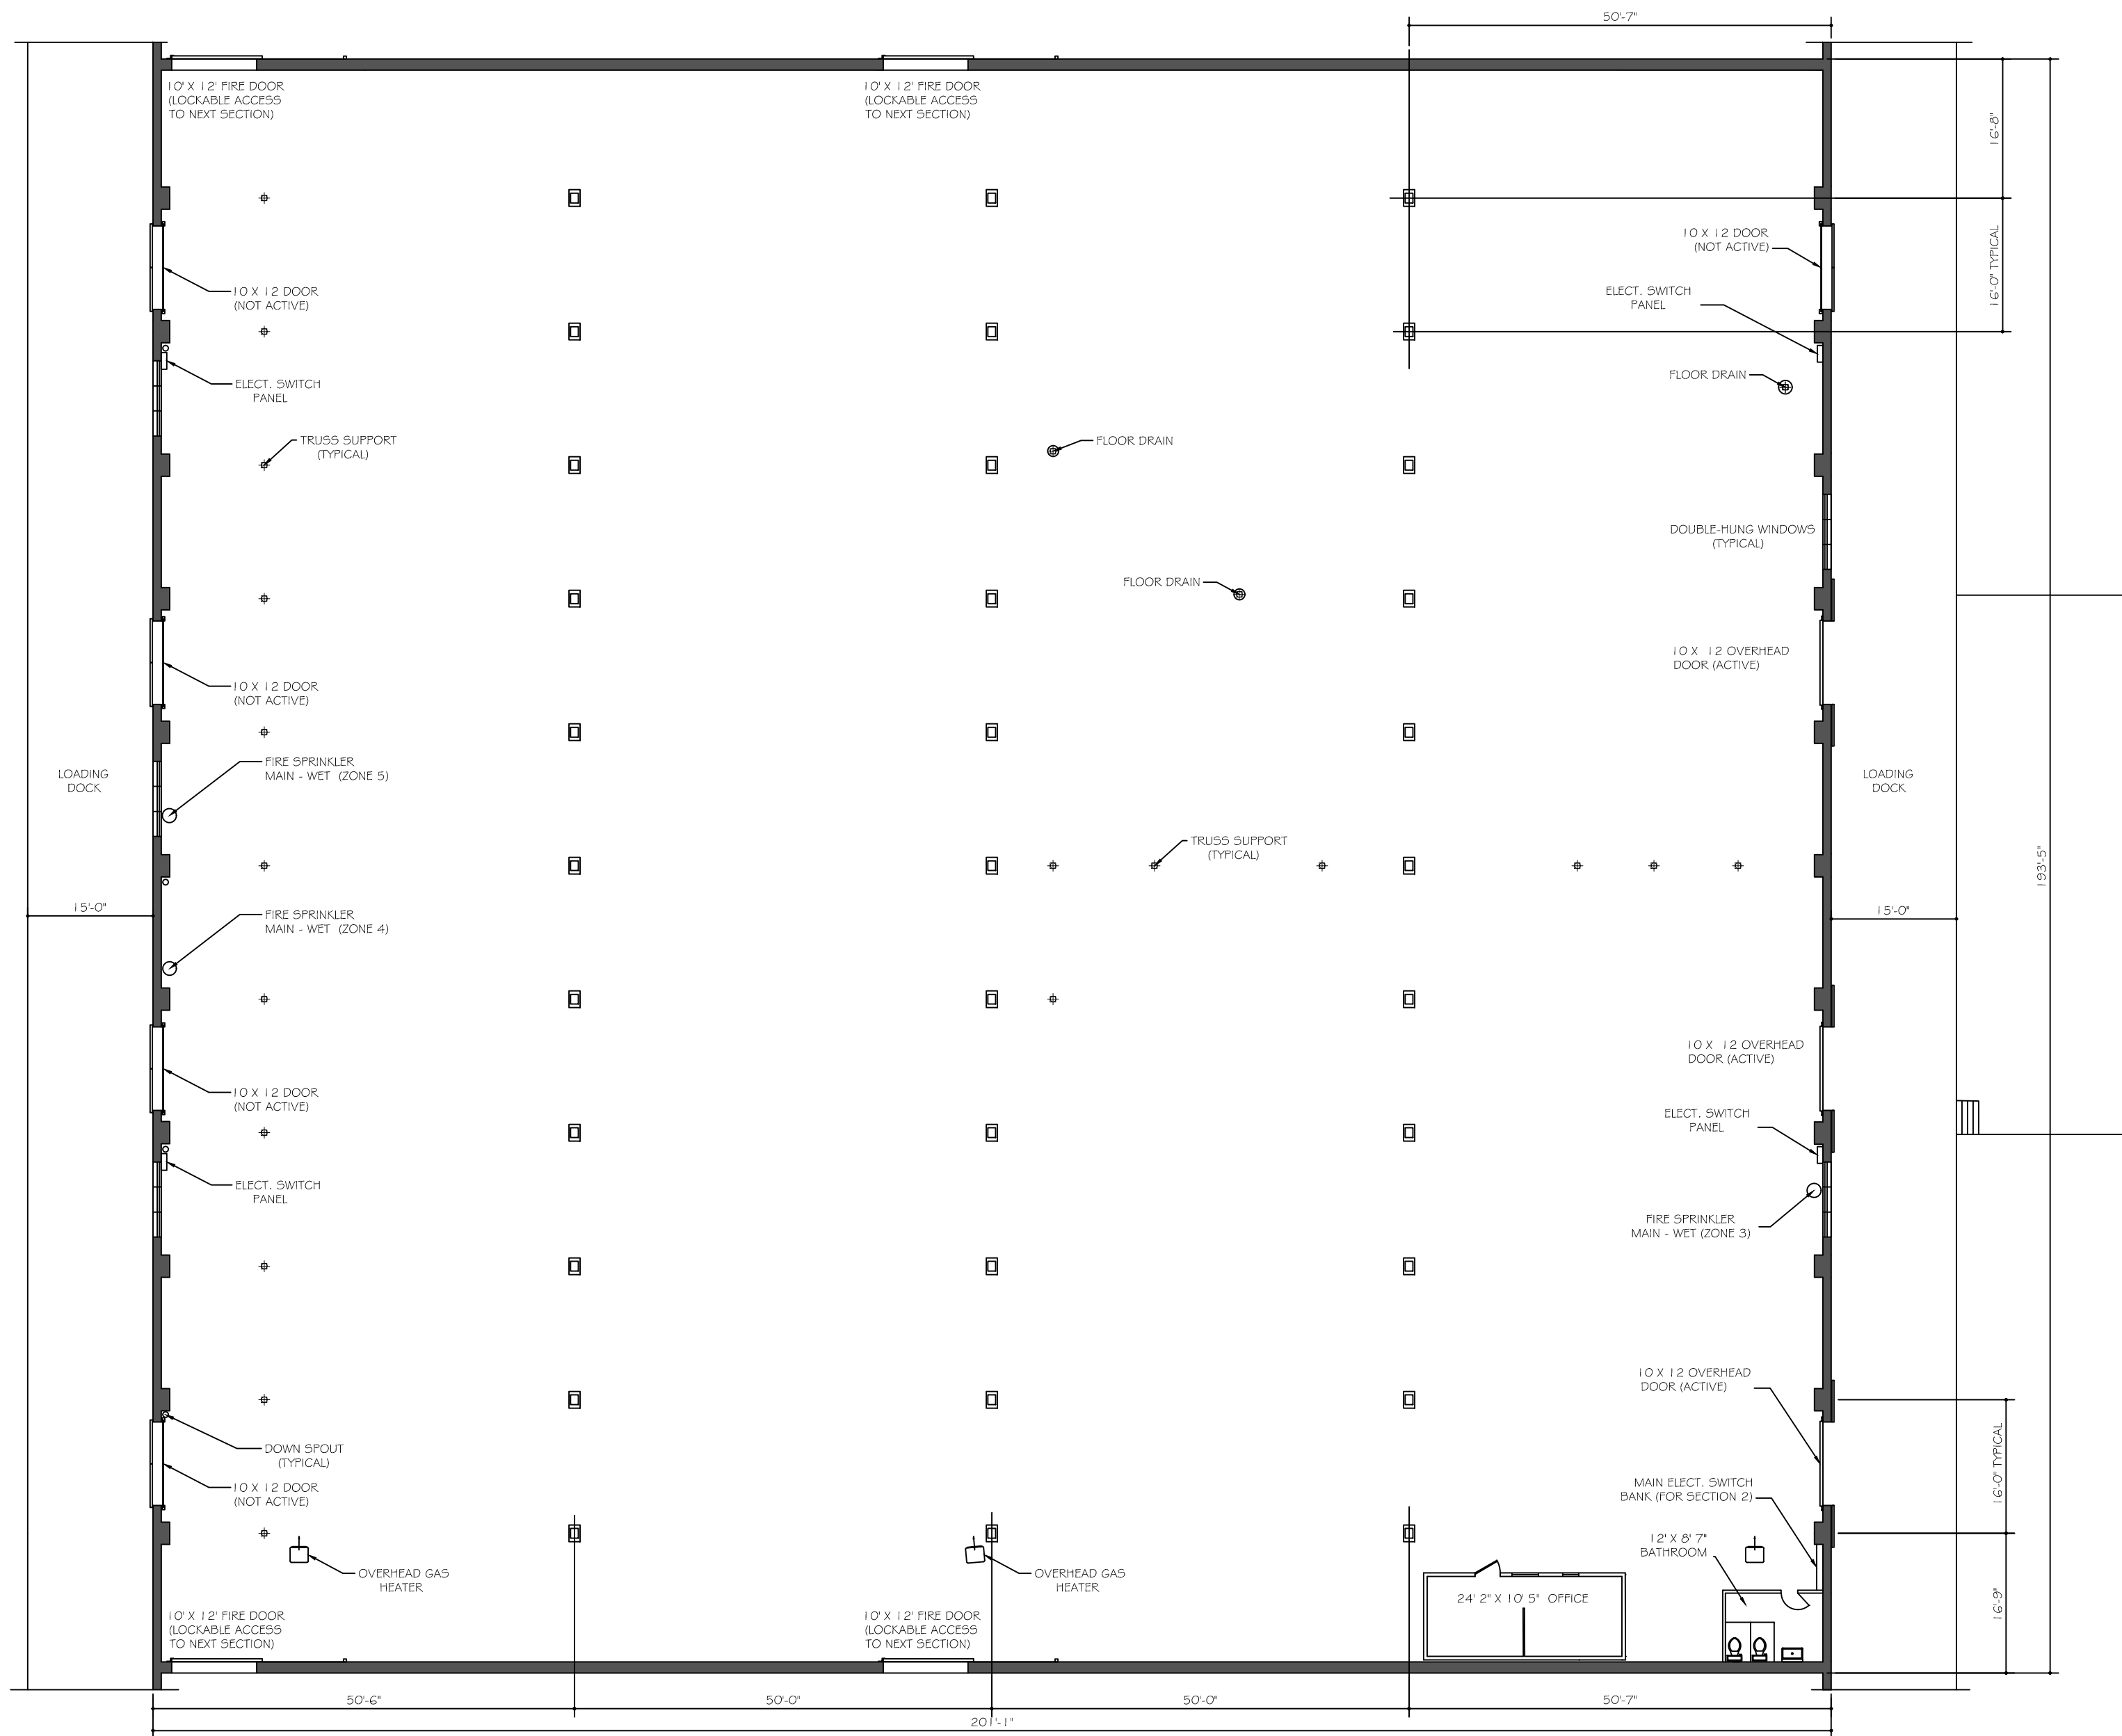 50'-7"
10' X 12' FIRE DOOR
(LOCKABLE ACCESS
TO NEXT SECTION)
10' X 12' FIRE DOOR
(LOCKABLE ACCESS
TO NEXT SECTION)
16'-8"
10 X 12 DOOR
(NOT ACTIVE)
16'-0" TYPICAL
10 X 12 DOOR
(NOT ACTIVE)
ELECT. SWITCH
PANEL
ELECT. SWITCH
PANEL
FLOOR DRAIN
TRUSS SUPPORT
(TYPICAL)
FLOOR DRAIN
DOUBLE-HUNG WINDOWS
(TYPICAL)
FLOOR DRAIN
10 X 12 OVERHEAD
DOOR (ACTIVE)
10 X 12 DOOR
(NOT ACTIVE)
FIRE SPRINKLER
MAIN - WET (ZONE 5)
LOADING
DOCK
LOADING
DOCK
TRUSS SUPPORT
(TYPICAL)
193'-5"
15'-0"
15'-0"
FIRE SPRINKLER
MAIN - WET (ZONE 4)
10 X 12 OVERHEAD
DOOR (ACTIVE)
10 X 12 DOOR
(NOT ACTIVE)
ELECT. SWITCH
PANEL
ELECT. SWITCH
PANEL
FIRE SPRINKLER
MAIN - WET (ZONE 3)
10 X 12 OVERHEAD
DOOR (ACTIVE)
16'-0" TYPICAL
DOWN SPOUT
(TYPICAL)
10 X 12 DOOR
(NOT ACTIVE)
MAIN ELECT. SWITCH
BANK (FOR SECTION 2)
12' X 8' 7"
BATHROOM
OVERHEAD GAS
HEATER
OVERHEAD GAS
HEATER
24' 2" X 10' 5" OFFICE
16'-9"
10' X 12' FIRE DOOR
(LOCKABLE ACCESS
TO NEXT SECTION)
10' X 12' FIRE DOOR
(LOCKABLE ACCESS
TO NEXT SECTION)
50'-6"
50'-0"
50'-0"
50'-7"
201'-1"